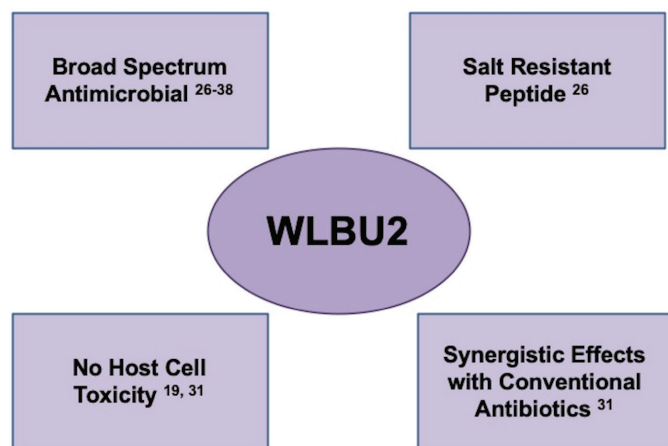 Broad Spectrum
Antimicrobial 26-38
Salt Resistant
Peptide 26
WLBU2
No Host Cell
Toxicity 19, 31
Synergistic Effects
with Conventional
Antibiotics 31